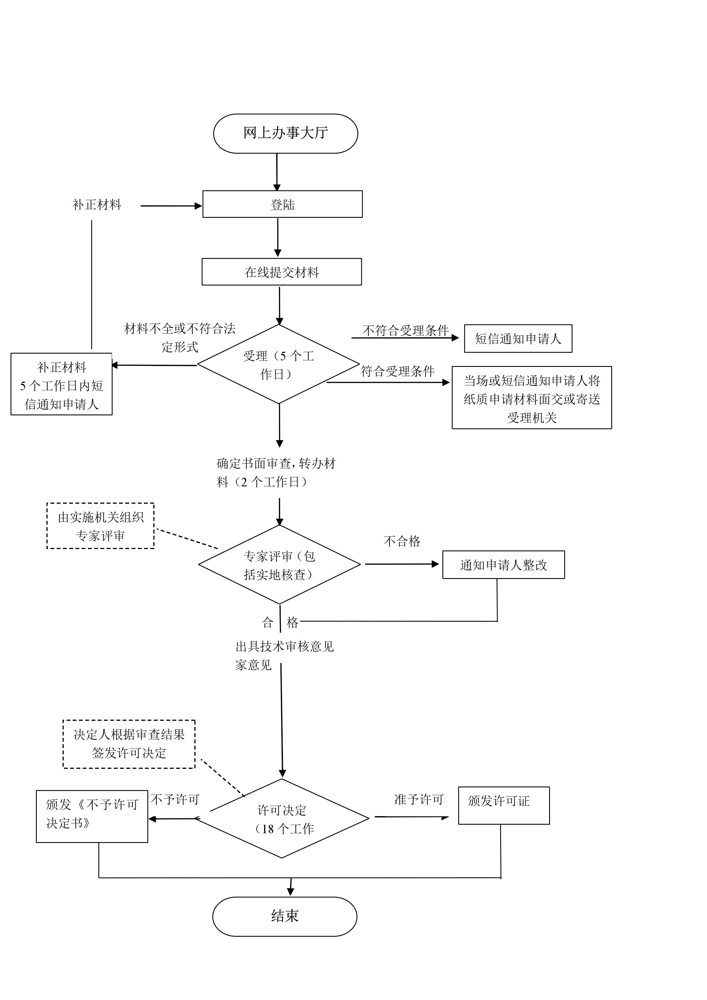 网上办事大厅
补正材料
登陆
在线提交材料
材料不全或不符合法
定形式
不符合受理条件
短信通知申请人
受理（5 个工
作日）
补正材料
5 个工作日内短
信通知申请人
符合受理条件
当场或短信通知申请人将
纸质申请材料面交或寄送
受理机关
确定书面审查，转办材
料（2 个工作日）
由实施机关组织
专家评审
专家评审（包
括实地核查）
不合格
通知申请人整改
合 格
出具技术审核意见
家意见
决定人根据审查结果
签发许可决定
颁发《不予许可
决定书》
不予许可
许可决定
（18 个工作
准予许可
颁发许可证
结束